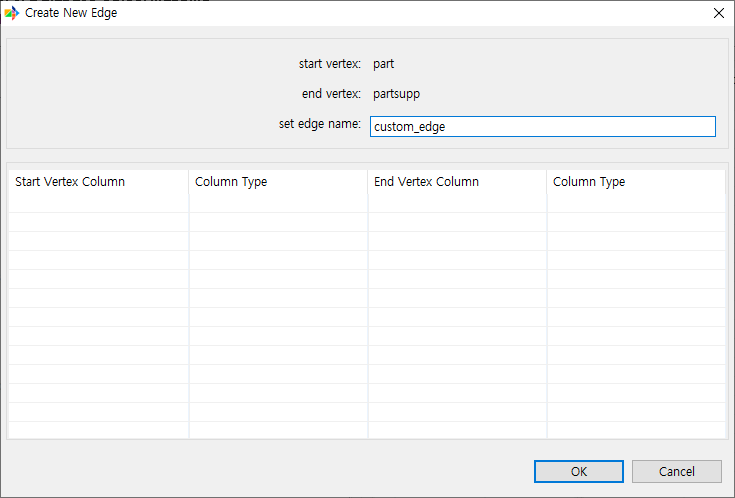 Create New Edge
start vertex: part
end vertex: partsupp
set edge name: custom_edge
Start Vertex Column Column Type End Vertex Column Column Type
OK Cancel